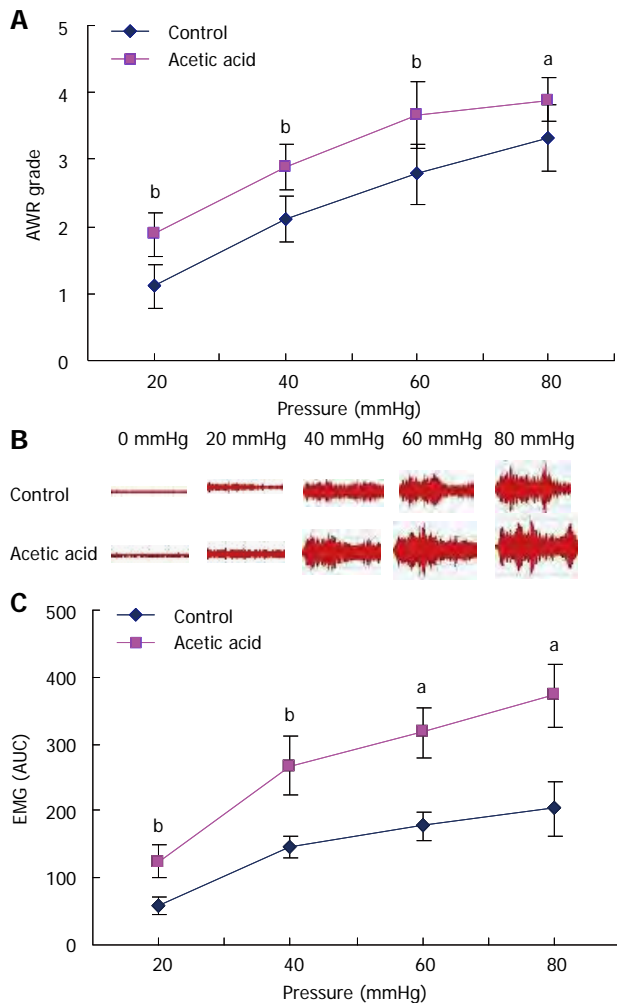 A
Control
Acetic acid
5
4
3
2
1
0
AWR grade
b
b
b
a
20 40 60 80
Pressure (mmHg)
B
0 mmHg 20 mmHg 40 mmHg 60 mmHg 80 mmHg
Control
Acetic acid
C
Control
Acetic acid
500
400
300
200
100
0
EMG (AUC)
b
b
a
a
20 40 60 80
Pressure (mmHg)